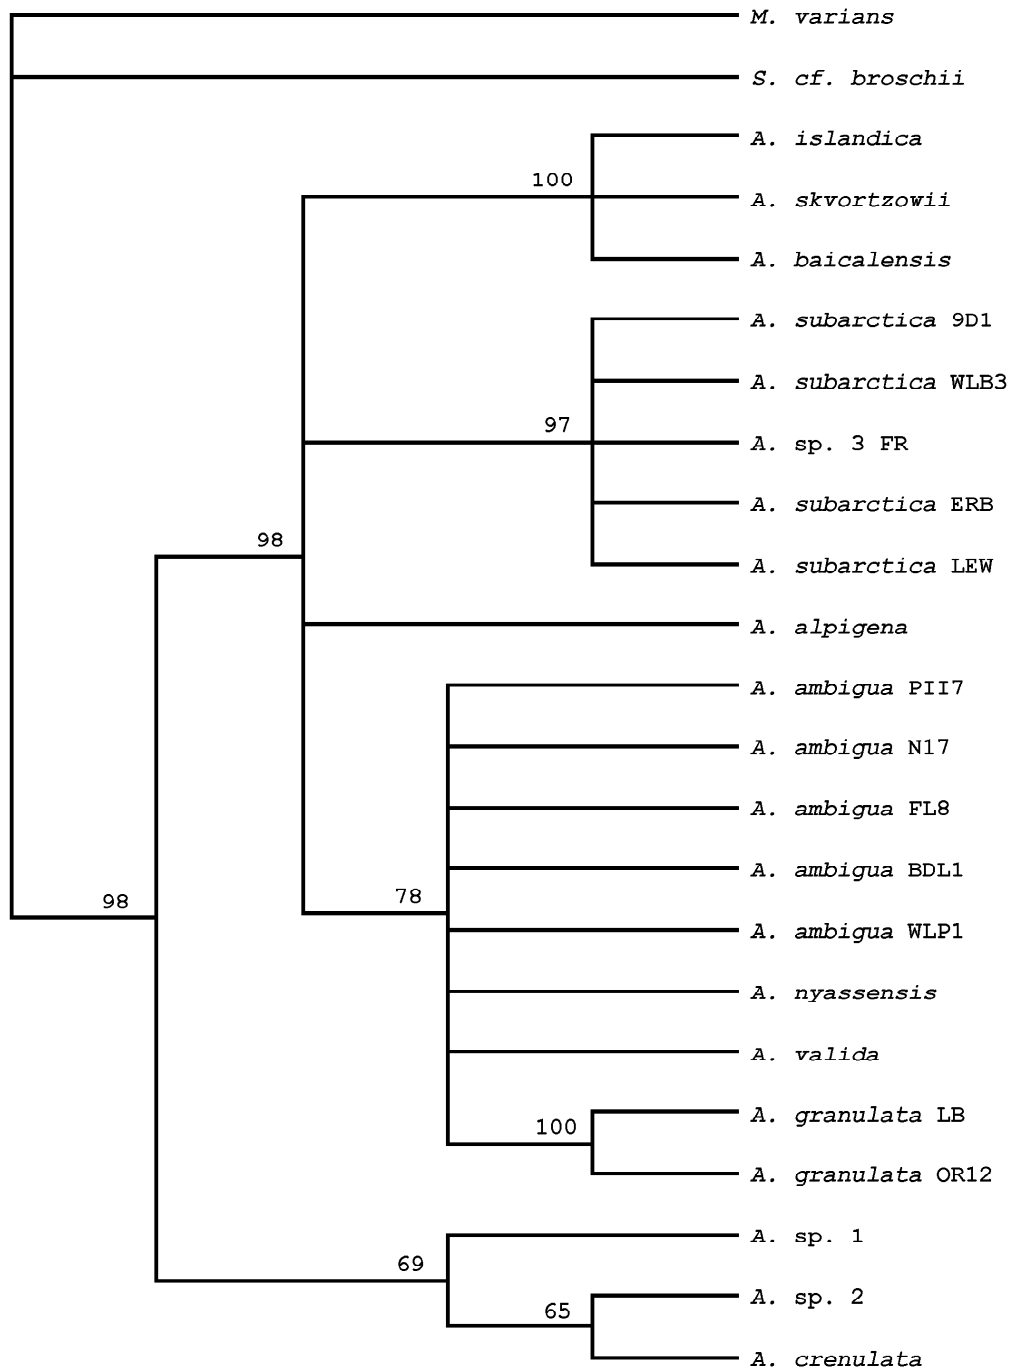 M. varians
S. cf. broschii
A. islandica
100
A. skvortzowii
A. baicalensis
A. subarctica 9D1
A. subarctica WLB3
97
A. sp. 3 FR
A. subarctica ERB
98
A. subarctica LEW
A. alpigena
A. ambigua PII7
A. ambigua N17
A. ambigua FL8
A. ambigua BDL1
98
78
A. ambigua WLP1
A. nyassensis
A. valida
A. granulata LB
100
A. granulata OR12
A. sp. 1
69
A. sp. 2
65
A. crenulata